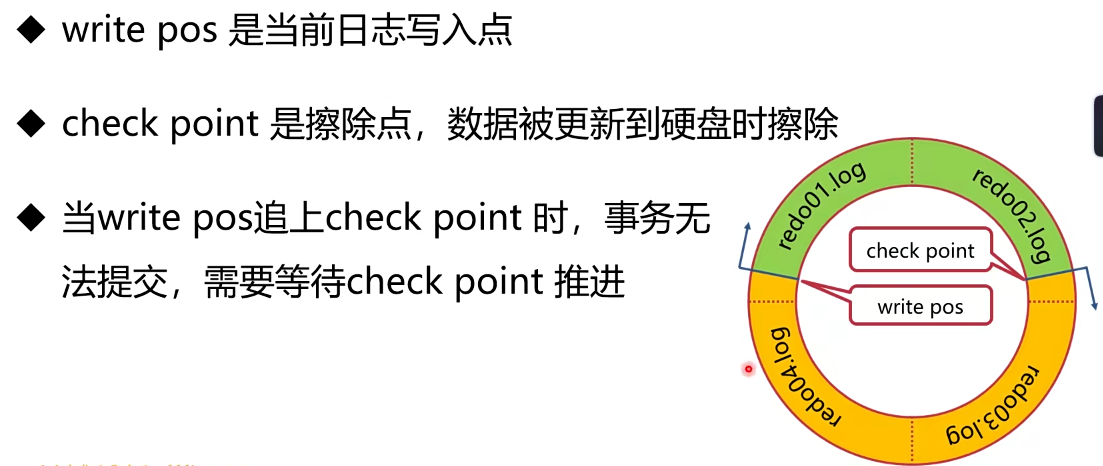 ◆ write pos 是当前日志写入点
◆ check point 是擦除点，数据被更新到硬盘时擦除
◆ 当write pos追上check point 时，事务无
法提交，需要等待check point 推进
redo01.log
redo02.log
check point
write pos
redo04.log
redo03.log